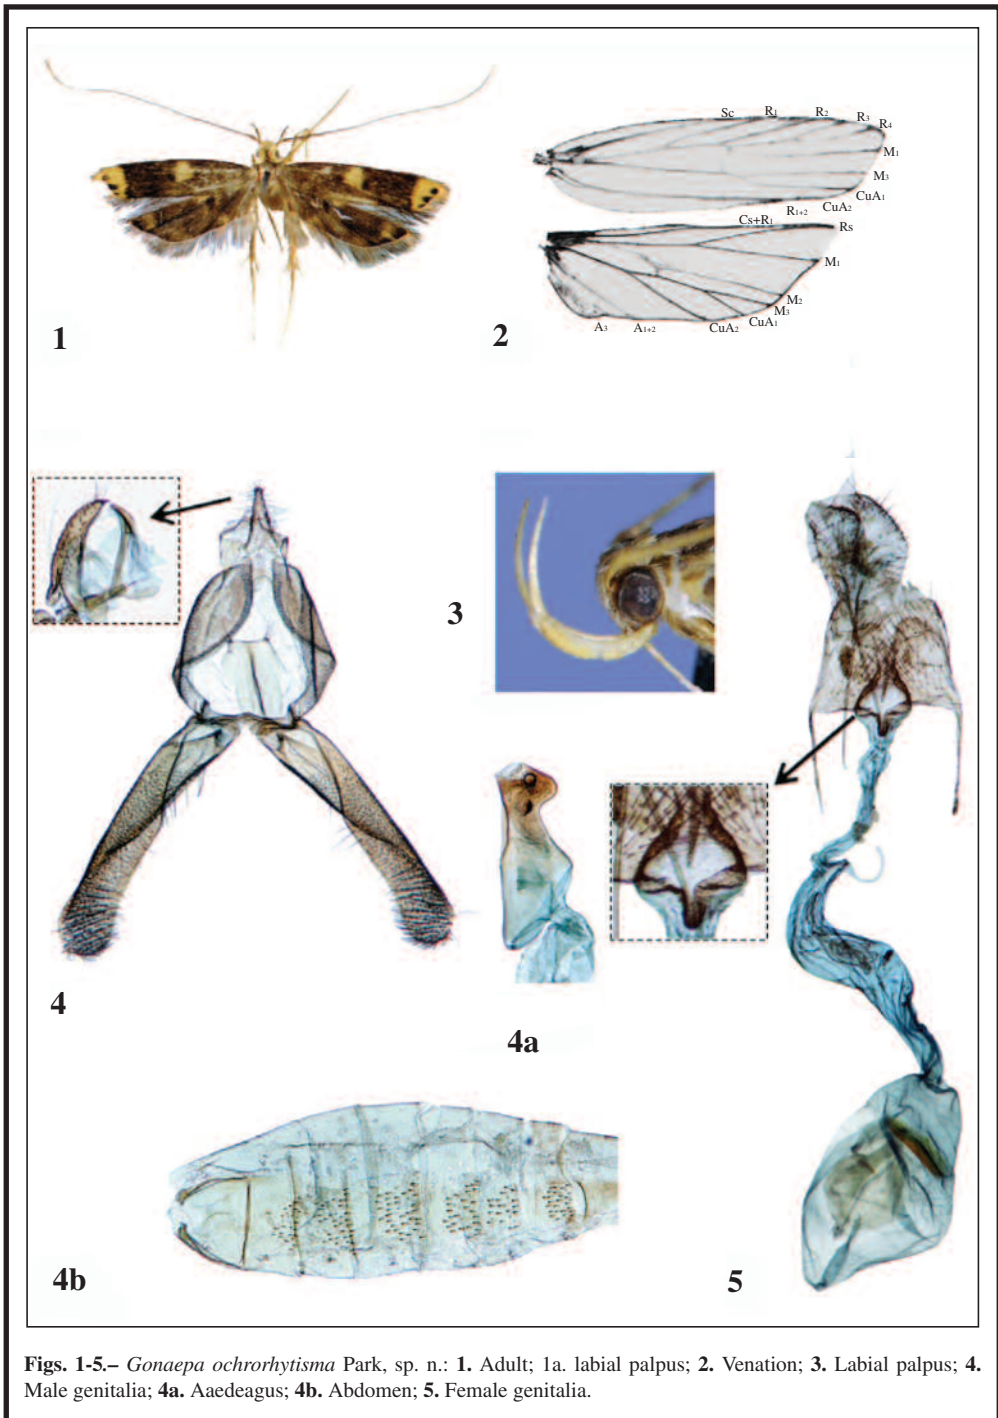 1
Sc R1 R2 R3 R4
M1
M3
CuA1
CuA2
R1+2
Cs+R1 Rs
M1
M2
M3
CuA1
CuA2
A1+2
A3
2
3
4
4a
4b
5
Figs. 1-5.– Gonaepa ochrorhytisma Park, sp. n.: 1. Adult; 1a. labial palpus; 2. Venation; 3. Labial palpus; 4.
Male genitalia; 4a. Aaedeagus; 4b. Abdomen; 5. Female genitalia.